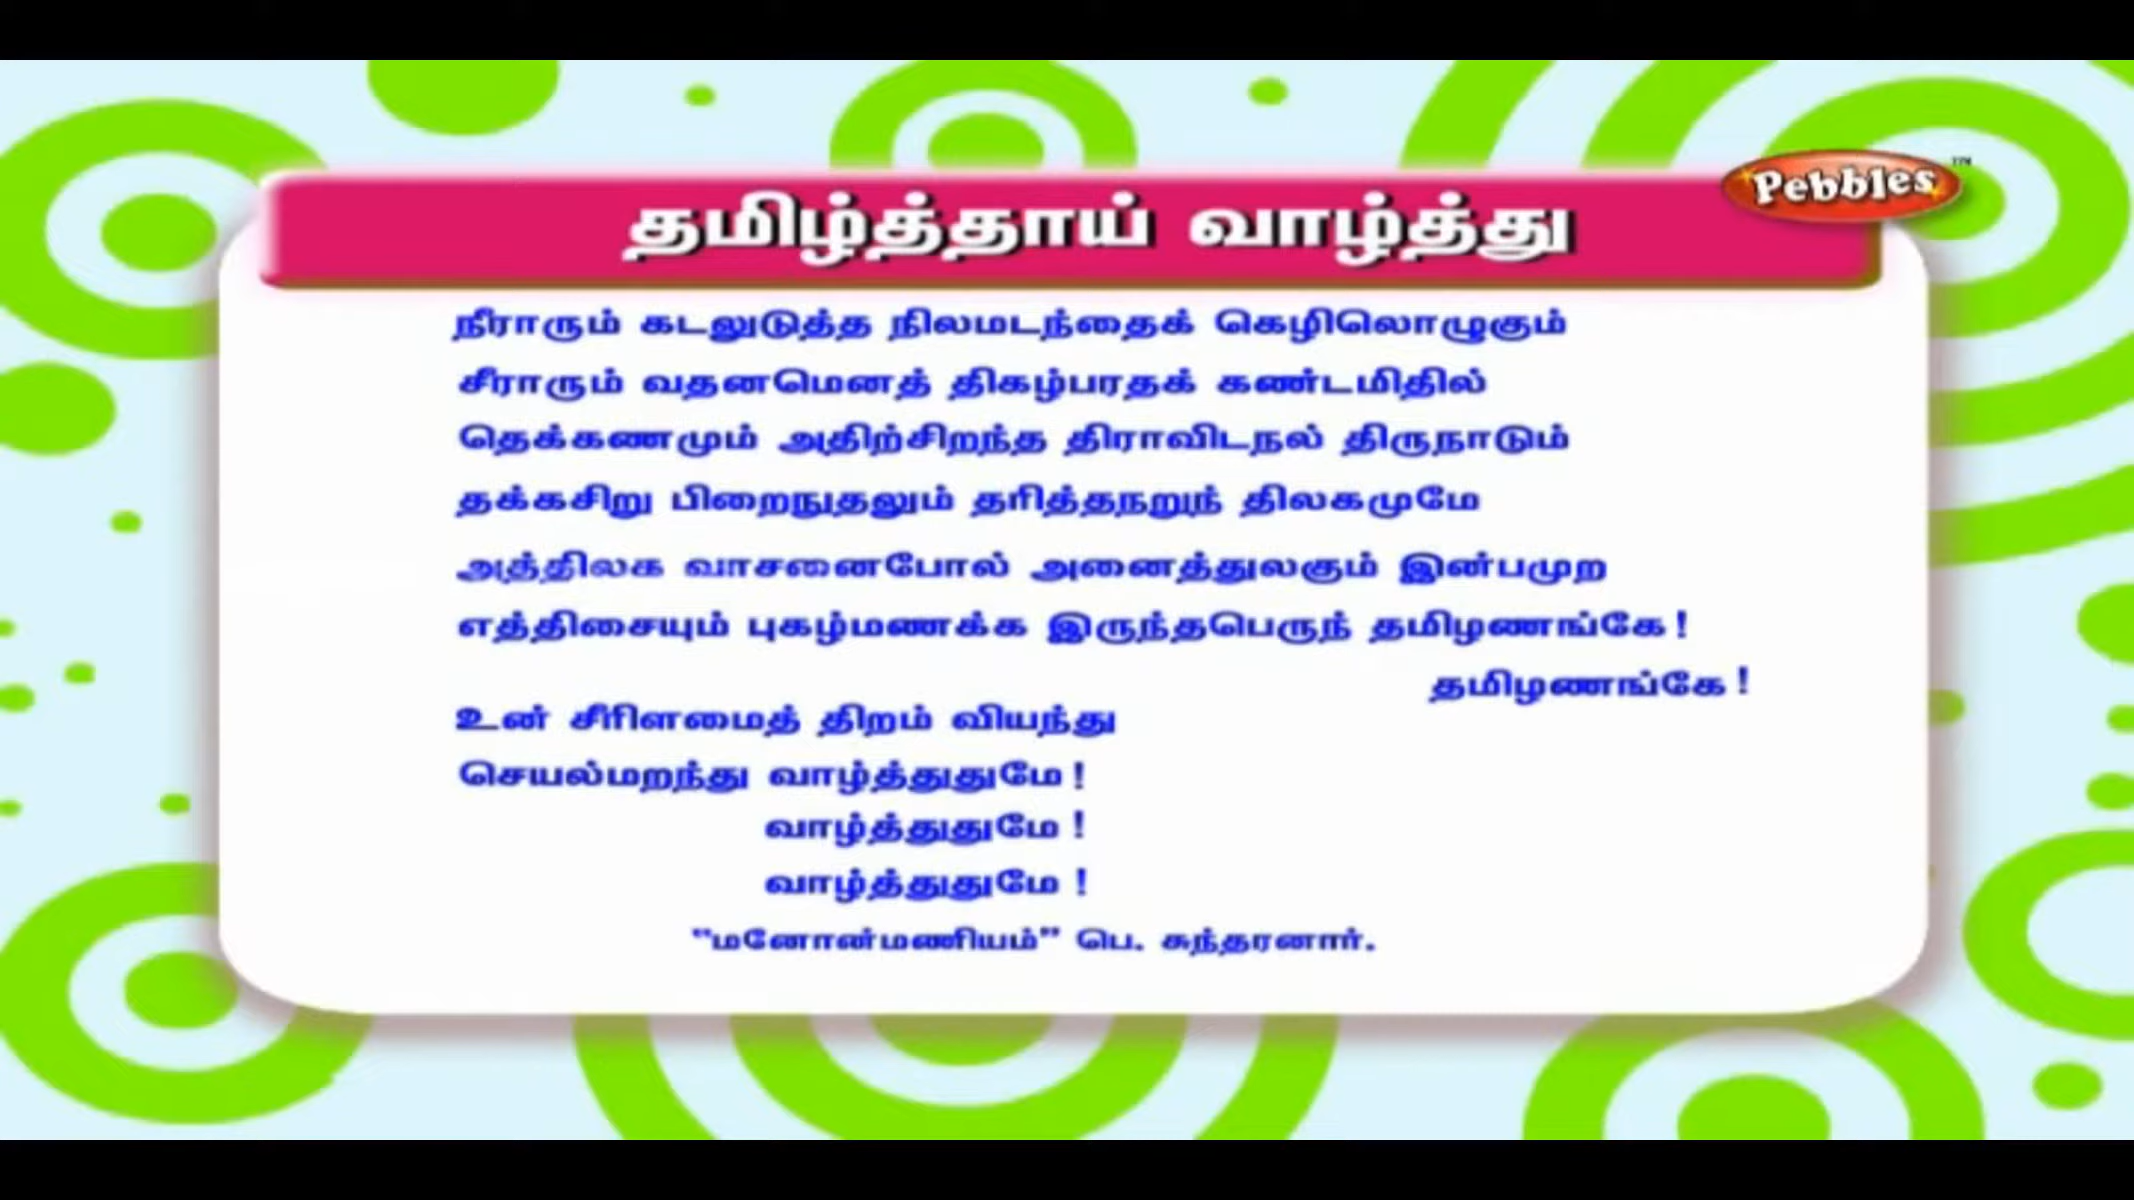 தமிழ்த்தாய் வாழ்த்து
Pebbles™
நீராரும் கடலுடுத்த நிலமடந்தைக் கெழிலொழுகும்
சீராரும் வதனமெனத் திகழ்பரதக் கண்டமிதில்
தெக்கணமும் அதிற்சிறந்த திராவிடநல் திருநாடும்
தக்கசிறு பிறைநுதலும் தரித்தநறுந் திலகமுமே
அத்திலக வாசனைபோல் அனைத்துலகும் இன்பமுற
எத்திசையும் புகழ்மணக்க இருந்தபெருந் தமிழணங்கே!
தமிழணங்கே!
உன் சீரிளமைத் திறம் வியந்து
செயல்மறந்து வாழ்த்துதுமே!
வாழ்த்துதுமே!
வாழ்த்துதுமே!
"மனோன்மணியம்" பெ. சுந்தரனார்.